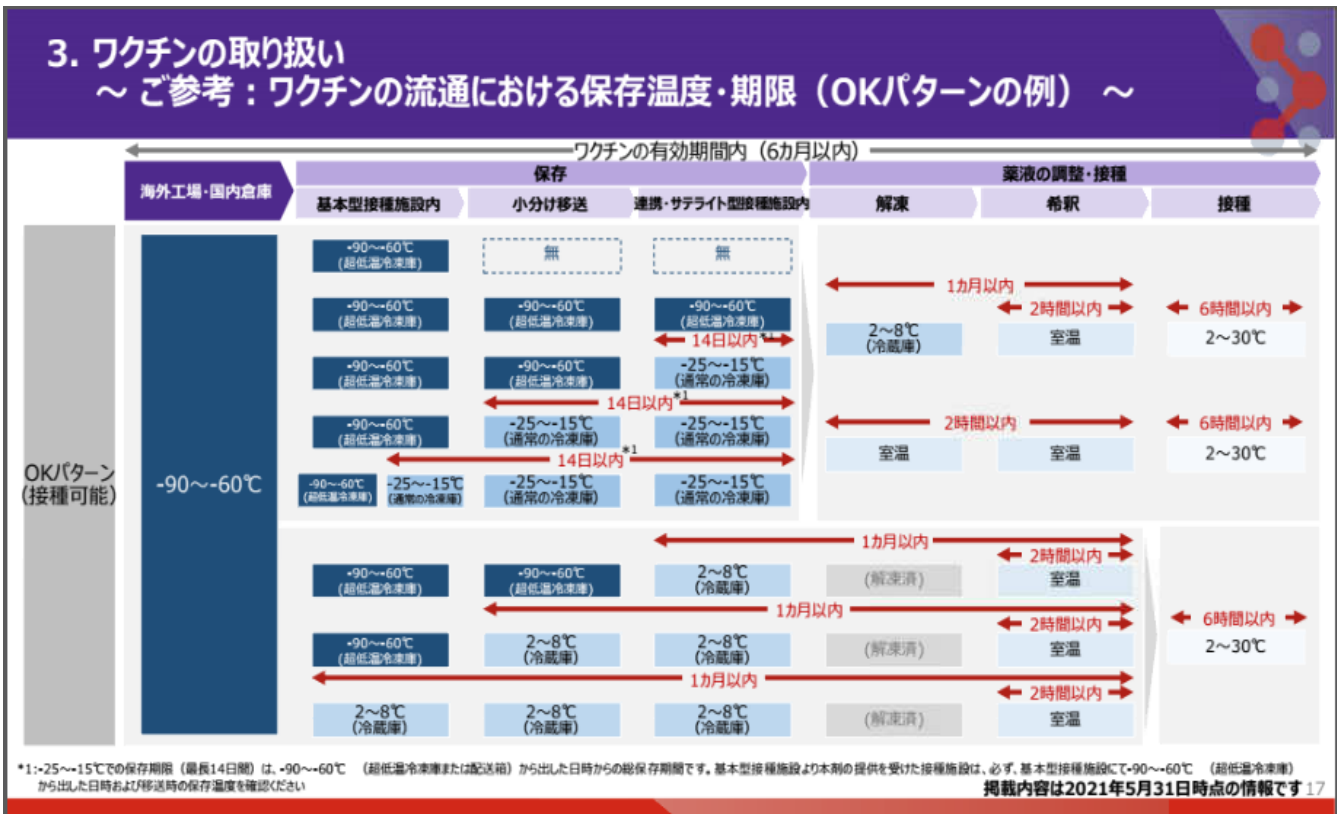 3. ワクチンの取り扱い
～ ご参考：ワクチンの流通における保存温度・期限（OKパターンの例） ～
ワクチンの有効期間内（6カ月以内）
海外工場・国内倉庫
保存
薬液の調整・接種
基本型接種施設内
小分け移送
連携・サテライト型接種施設内
解凍
希釈
接種
OKパターン
（接種可能）
-90～-60℃
-90～-60℃
（超低温冷凍庫）
無
無
-90～-60℃
（超低温冷凍庫）
-90～-60℃
（超低温冷凍庫）
-90～-60℃
（超低温冷凍庫）
14日以内*1
-90～-60℃
（超低温冷凍庫）
-90～-60℃
（超低温冷凍庫）
-25～-15℃
（通常の冷凍庫）
14日以内*1
-90～-60℃
（超低温冷凍庫）
-25～-15℃
（通常の冷凍庫）
-25～-15℃
（通常の冷凍庫）
14日以内*1
-90～-60℃
（超低温冷凍庫）
-25～-15℃
（通常の冷凍庫）
-25～-15℃
（通常の冷凍庫）
-25～-15℃
（通常の冷凍庫）
1カ月以内
2時間以内
6時間以内
2～8℃
（冷蔵庫）
室温
2～30℃
2時間以内
6時間以内
室温
室温
2～30℃
1カ月以内
2時間以内
-90～-60℃
（超低温冷凍庫）
-90～-60℃
（超低温冷凍庫）
2～8℃
（冷蔵庫）
（解凍済）
室温
1カ月以内
2時間以内
-90～-60℃
（超低温冷凍庫）
2～8℃
（冷蔵庫）
2～8℃
（冷蔵庫）
（解凍済）
室温
6時間以内
2～30℃
1カ月以内
2時間以内
2～8℃
（冷蔵庫）
2～8℃
（冷蔵庫）
2～8℃
（冷蔵庫）
（解凍済）
室温
*1:-25～-15℃での保存期限（最長14日間）は、-90～-60℃ （超低温冷凍庫または配送箱）から出した日時からの総保存期間です。基本型接種施設より本剤の提供を受けた接種施設は、必ず、基本型接種施設にて-90～-60℃ （超低温冷凍庫）
から出した日時および移送時の保存温度を確認ください
掲載内容は2021年5月31日時点の情報です 17